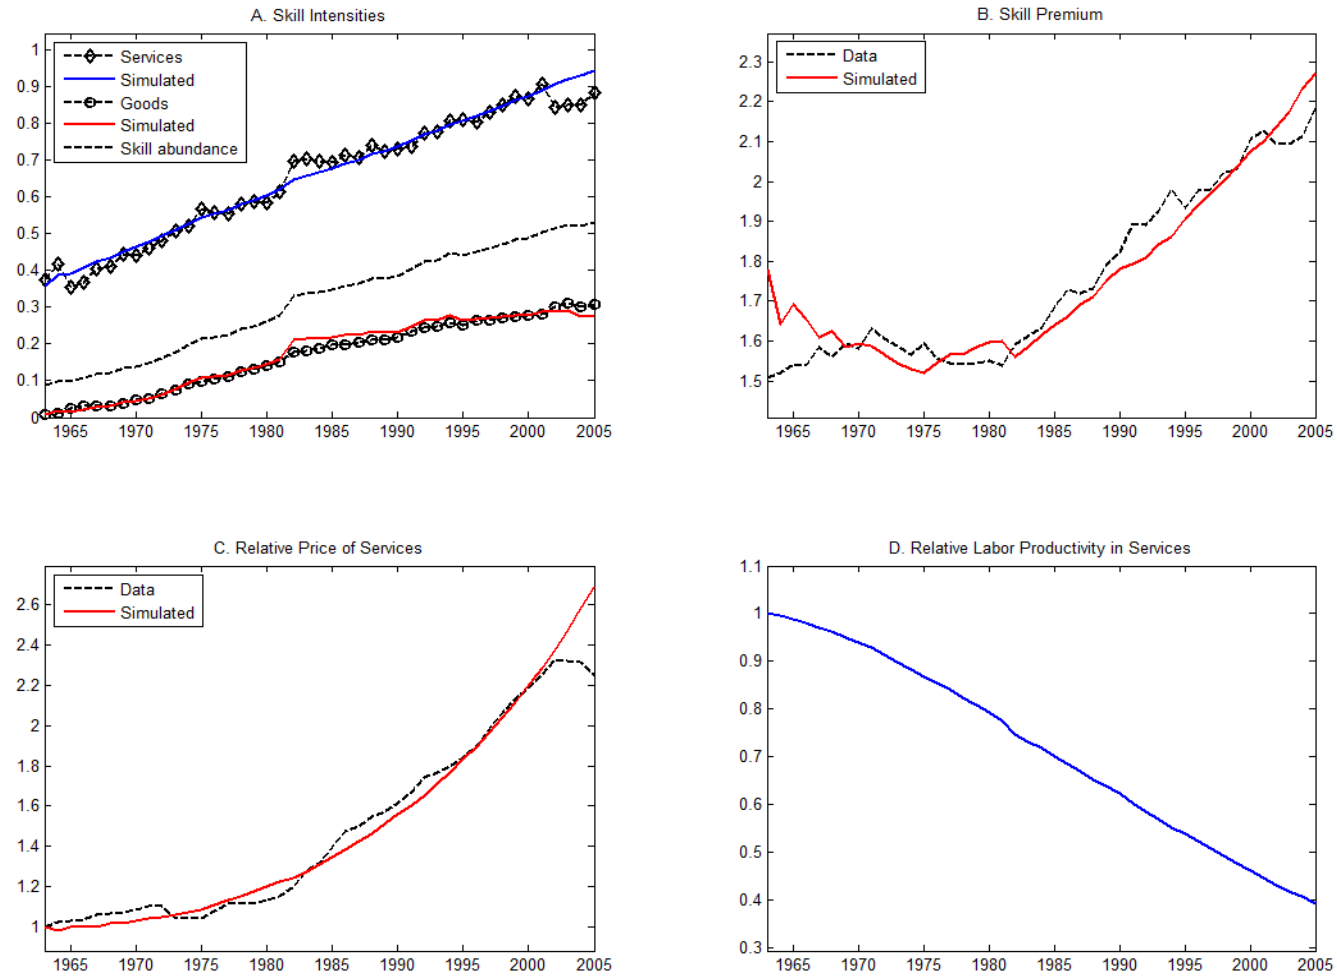 A. Skill Intensities
Services
Simulated
Goods
Simulated
Skill abundance
1
0.9
0.8
0.7
0.6
0.5
0.4
0.3
0.2
0.1
0
1965 1970 1975 1980 1985 1990 1995 2000 2005
B. Skill Premium
Data
Simulated
2.3
2.2
2.1
2
1.9
1.8
1.7
1.6
1.5
1965 1970 1975 1980 1985 1990 1995 2000 2005
C. Relative Price of Services
Data
Simulated
2.6
2.4
2.2
2
1.8
1.6
1.4
1.2
1
1965 1970 1975 1980 1985 1990 1995 2000 2005
D. Relative Labor Productivity in Services
1.1
1
0.9
0.8
0.7
0.6
0.5
0.4
0.3
1965 1970 1975 1980 1985 1990 1995 2000 2005